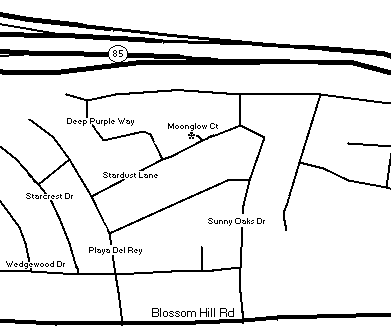 85
Deep Purple Way
Moonglow Ct
Stardust Lane
Starcrest Dr
Sunny Oaks Dr
Playa Del Rey
Wedgewood Dr
Blossom Hill Rd